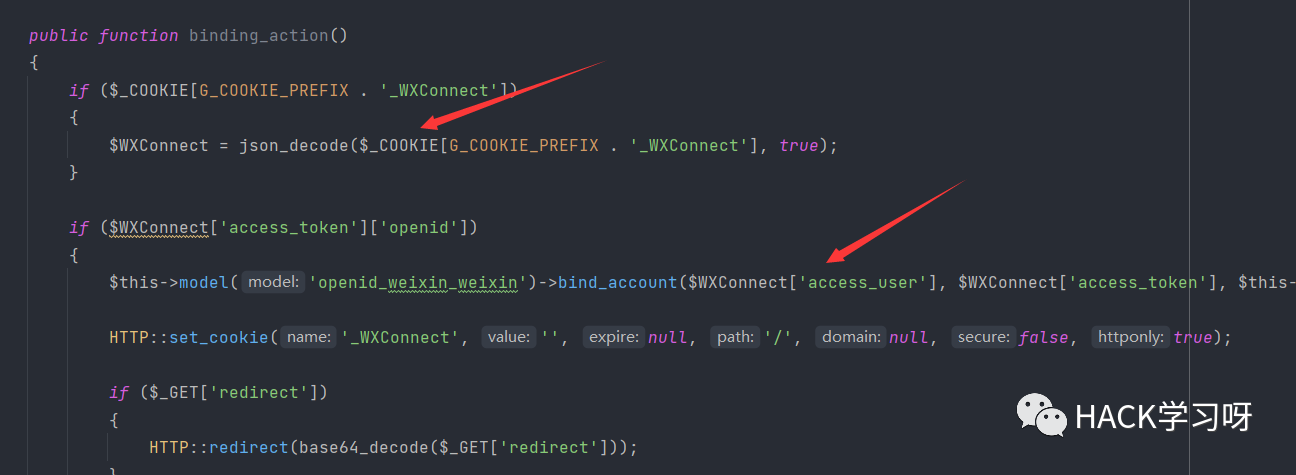 public function binding_action()
{
if ($_COOKIE[G_COOKIE_PREFIX . '_WXConnect'])
{
$WXConnect = json_decode($_COOKIE[G_COOKIE_PREFIX . '_WXConnect'], true);
}
if ($WXConnect['access_token']['openid'])
{
$this->model( model: 'openid_weixin_weixin')->bind_account($WXConnect['access_user'], $WXConnect['access_token'], $this-
HTTP::set_cookie( name: '_WXConnect', value: '', expire: null, path: '/', domain: null, secure: false, httponly: true);
if ($_GET['redirect'])
{
HTTP::redirect(base64_decode($_GET['redirect']));
}
HACK学习呀